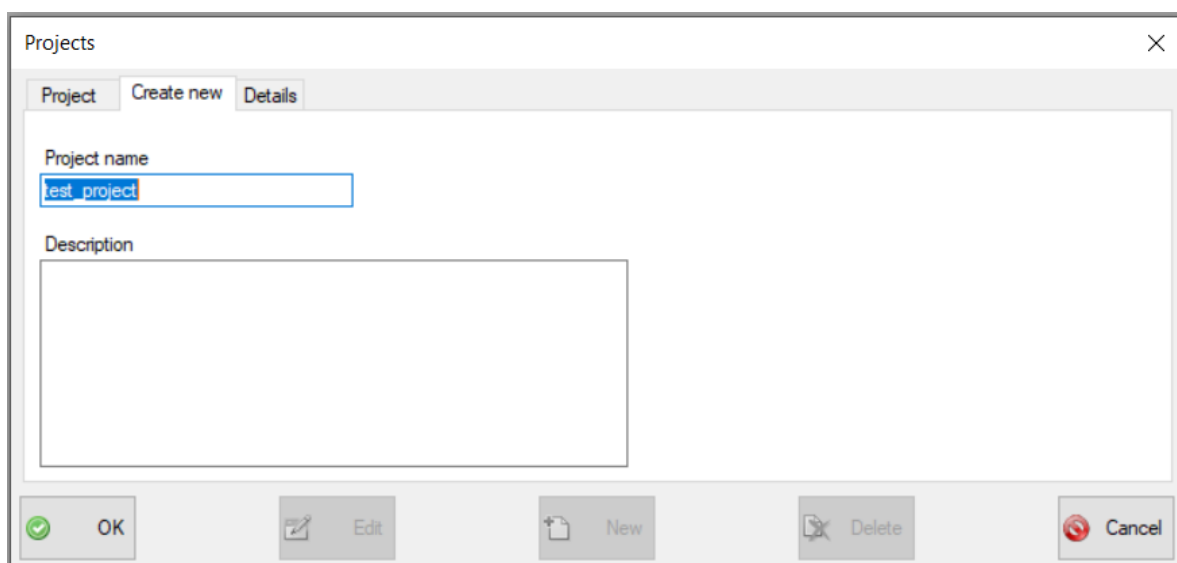 Projects
Project Create new Details
Project name
test_project
Description
OK Edit New Delete Cancel